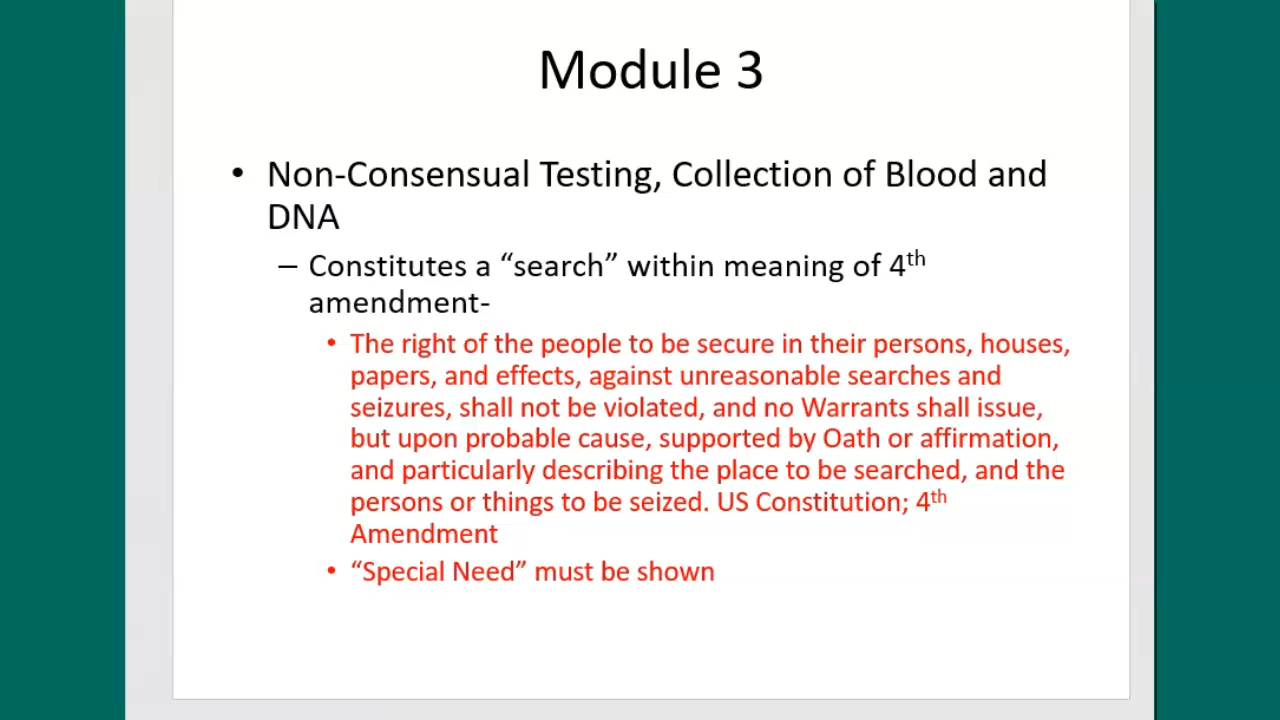 Module 3
• Non-Consensual Testing, Collection of Blood and
DNA
– Constitutes a “search” within meaning of 4th
amendment-
• The right of the people to be secure in their persons, houses,
papers, and effects, against unreasonable searches and
seizures, shall not be violated, and no Warrants shall issue,
but upon probable cause, supported by Oath or affirmation,
and particularly describing the place to be searched, and the
persons or things to be seized. US Constitution; 4th
Amendment
• “Special Need” must be shown